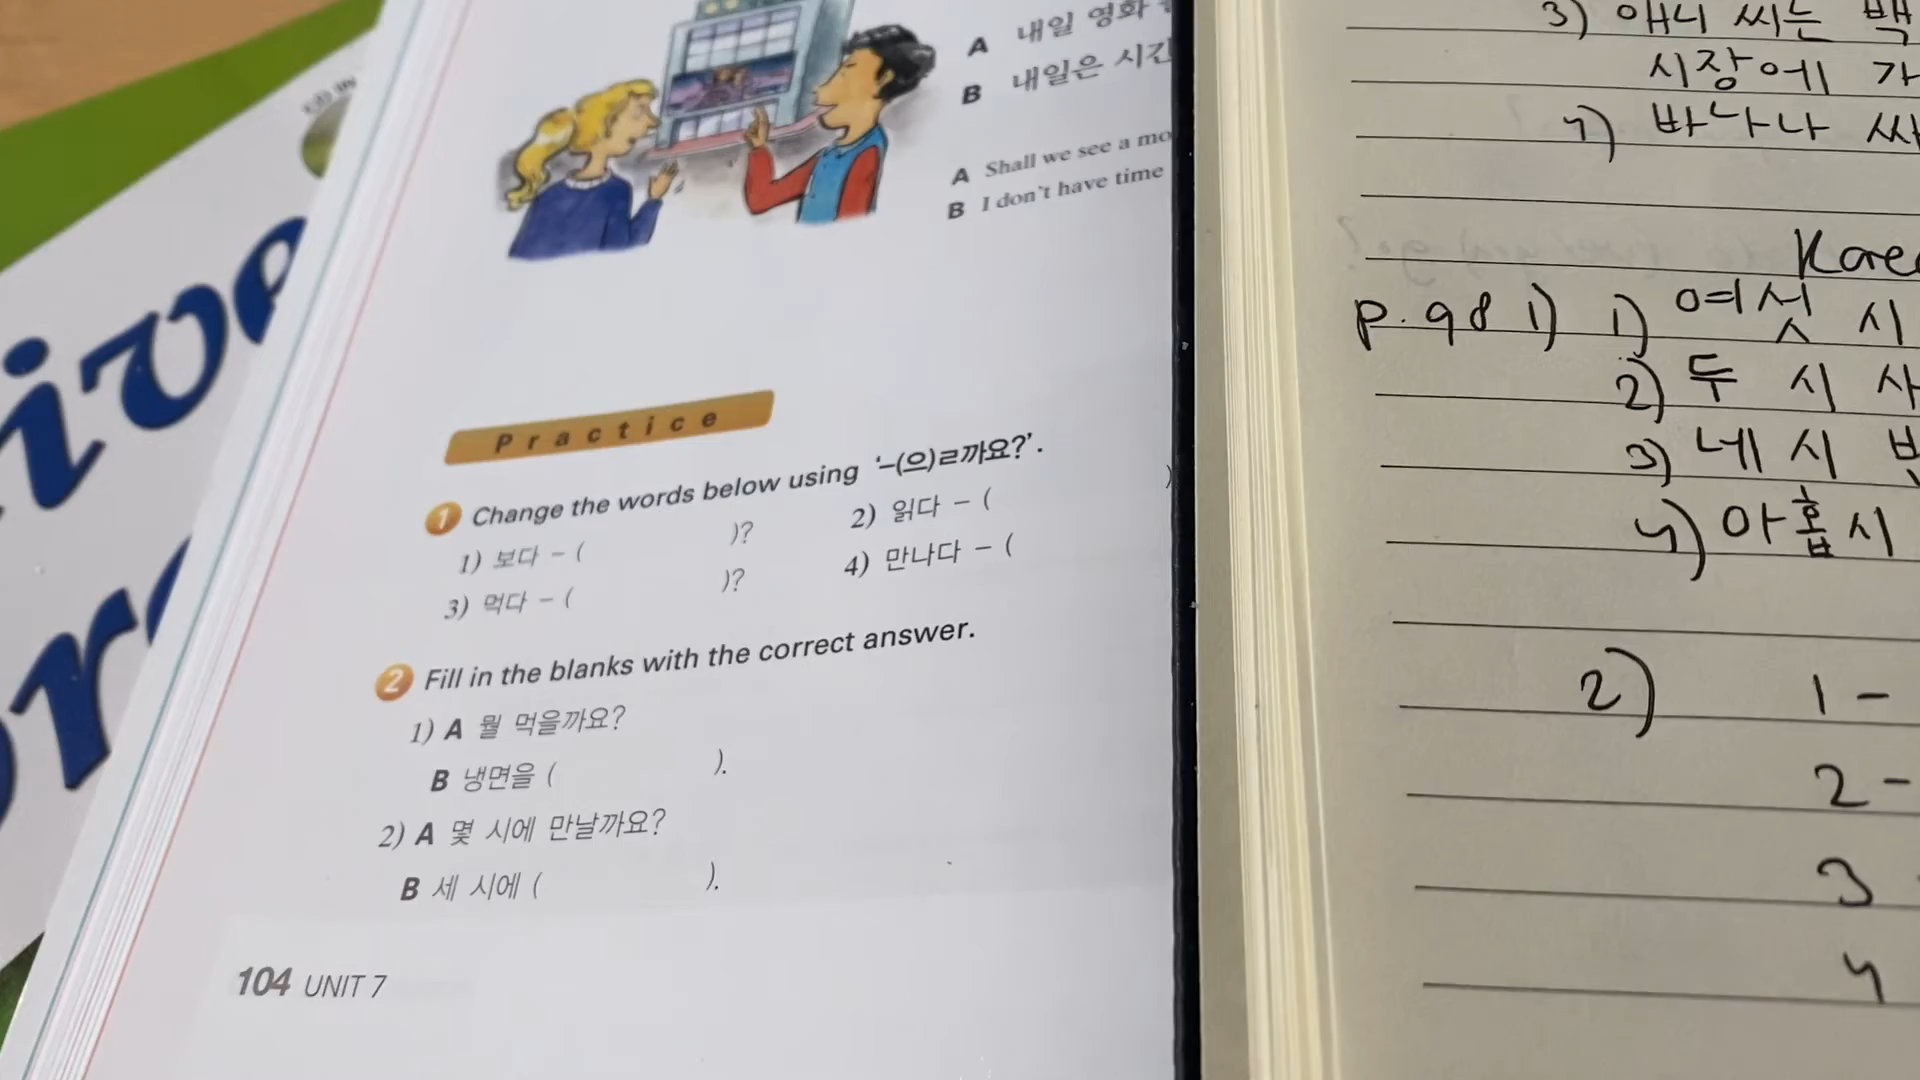 A 내일 영화
B 내일은 시간
A Shall we see a mo
B I don't have time
Practice
1 Change the words below using '-(으)ㄹ까요?'.
1) 보다 - ( )? 2) 읽다 - ( )
3) 먹다 - ( )? 4) 만나다 - (
2 Fill in the blanks with the correct answer.
1) A 뭘 먹을까요?
B 냉면을 ( ).
2) A 몇 시에 만날까요?
B 세 시에 ( ).
104 UNIT 7
3) 애니 씨는 백
시장에 가
4) 바나나
Kore
p. 98 1) 1) 여섯 시
2) 두 시 사
3) 네 시
4) 아홉 시
2) 1 -
2 -
3
4